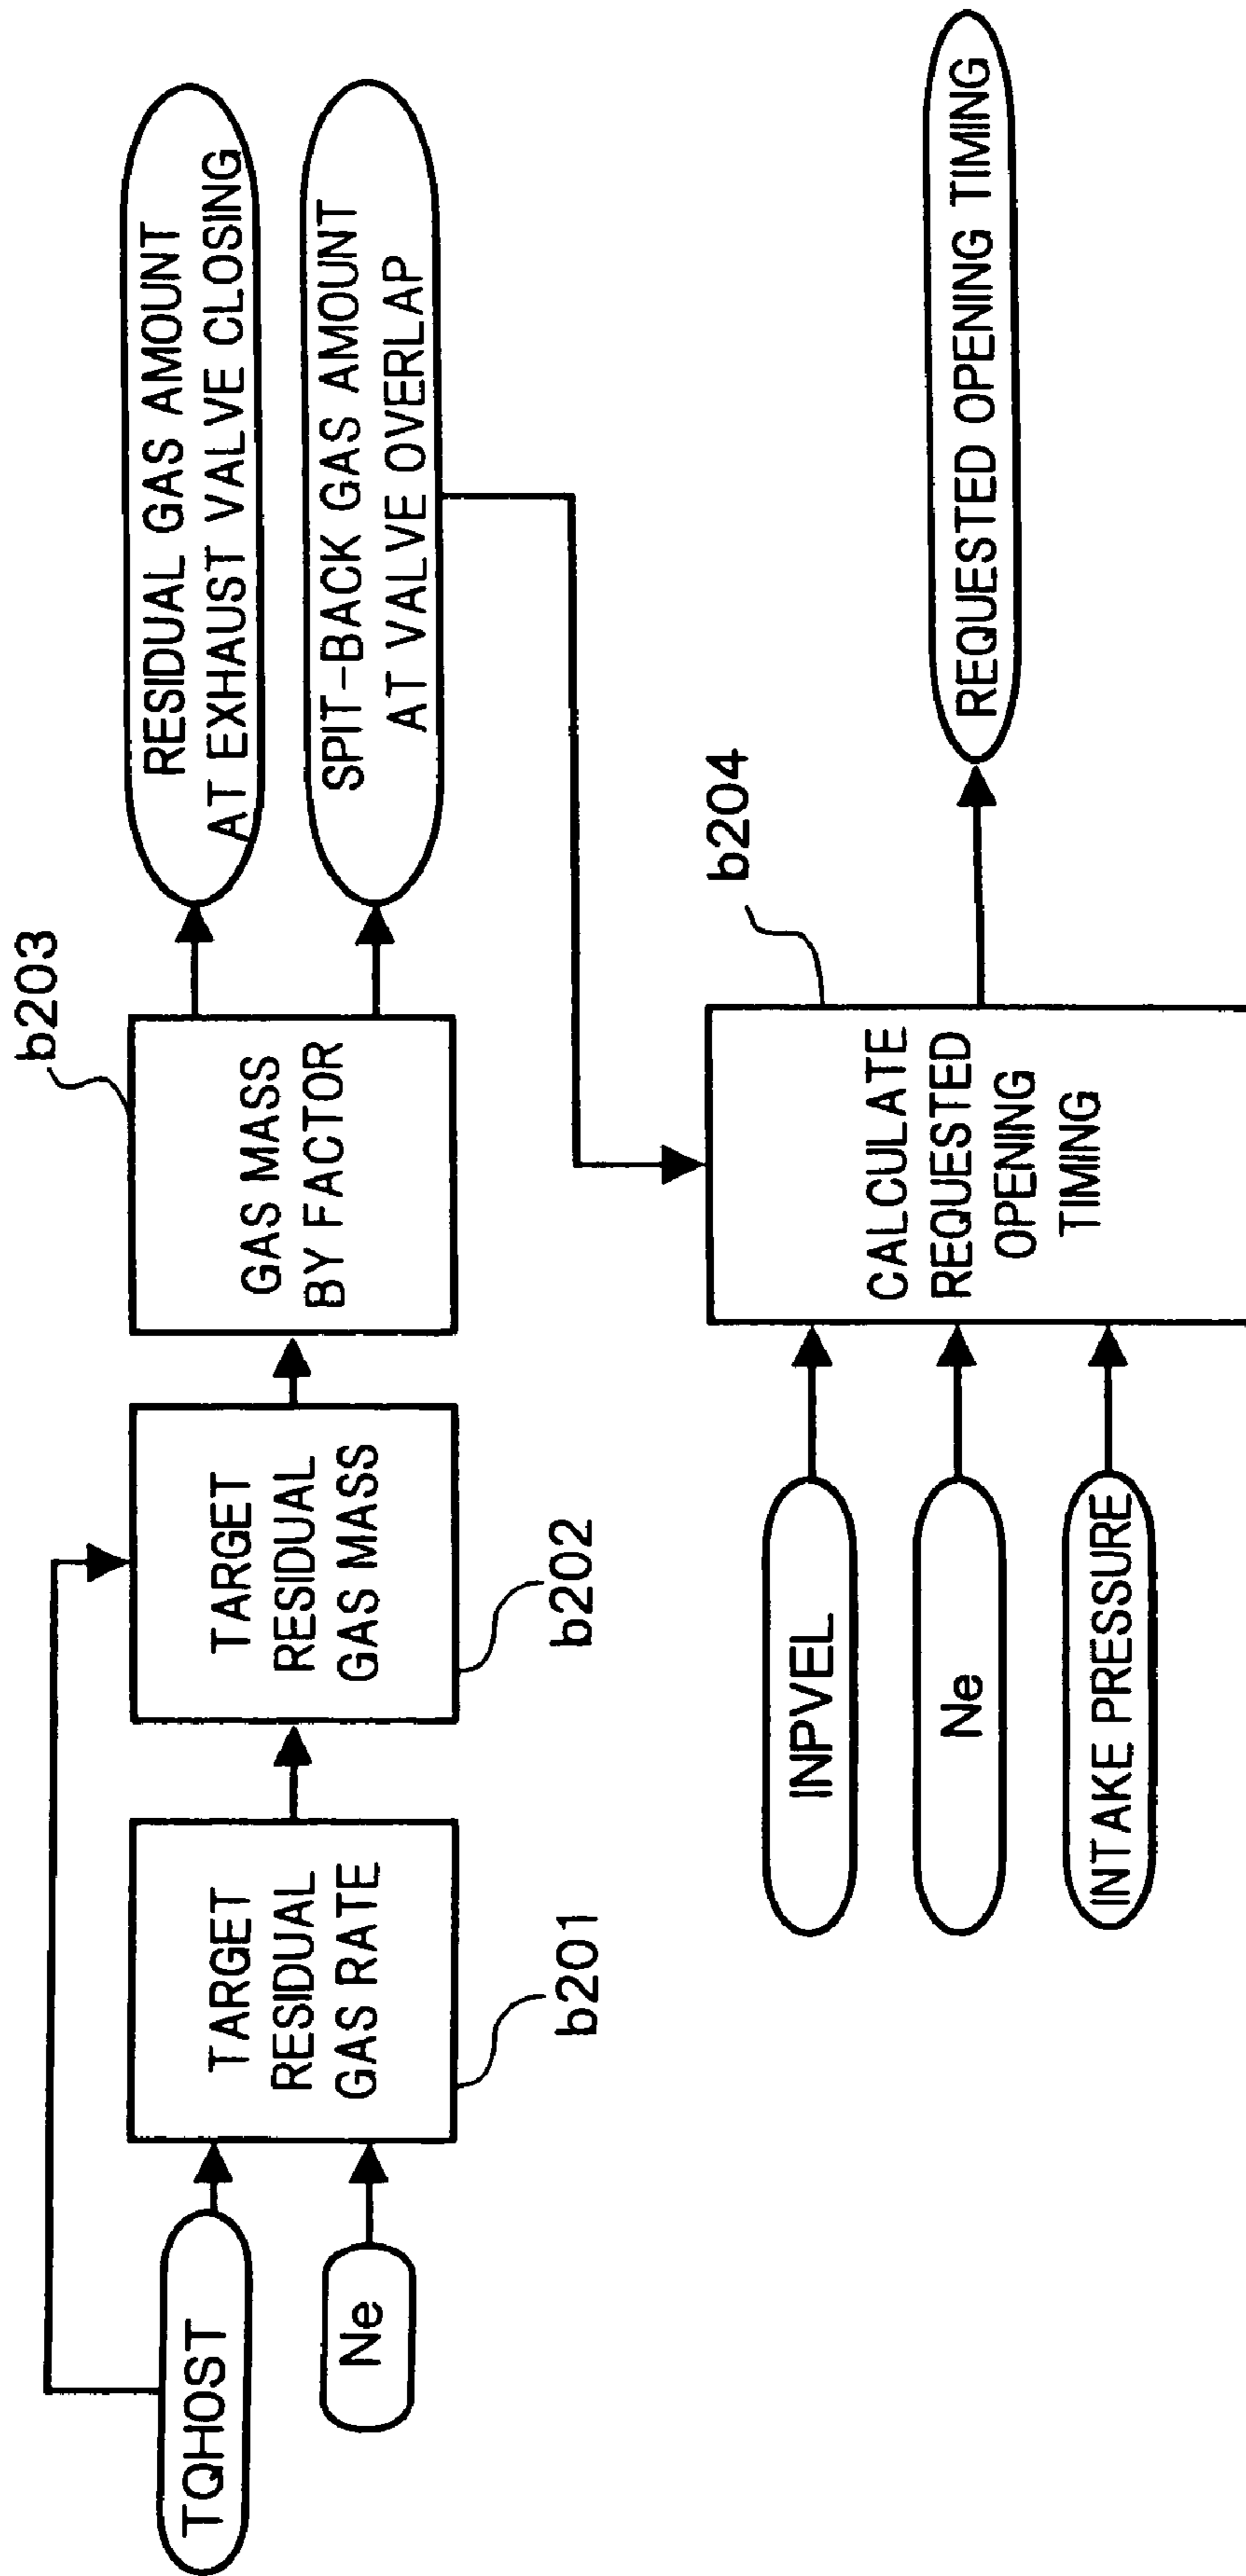 TQHOST
Ne
TARGET
RESIDUAL
GAS RATE
b201
TARGET
RESIDUAL
GAS MASS
b202
GAS MASS
BY FACTOR
b203
RESIDUAL GAS AMOUNT
AT EXHAUST VALVE CLOSING
SPIT-BACK GAS AMOUNT
AT VALVE OVERLAP
INPVEL
Ne
INTAKE PRESSURE
CALCULATE
REQUESTED
OPENING
TIMING
b204
REQUESTED OPENING TIMING